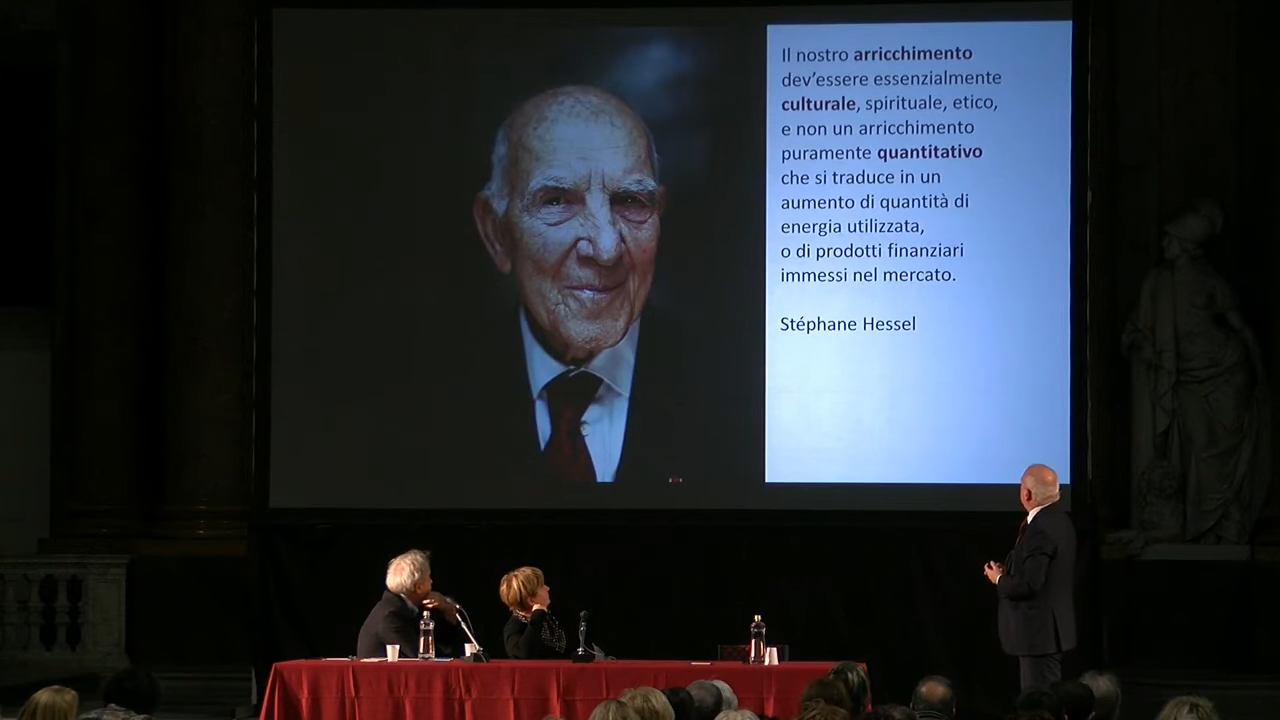 Il nostro arricchimento
dev'essere essenzialmente
culturale, spirituale, etico,
e non un arricchimento
puramente quantitativo
che si traduce in un
aumento di quantità di
energia utilizzata,
o di prodotti finanziari
immessi nel mercato.
Stéphane Hessel